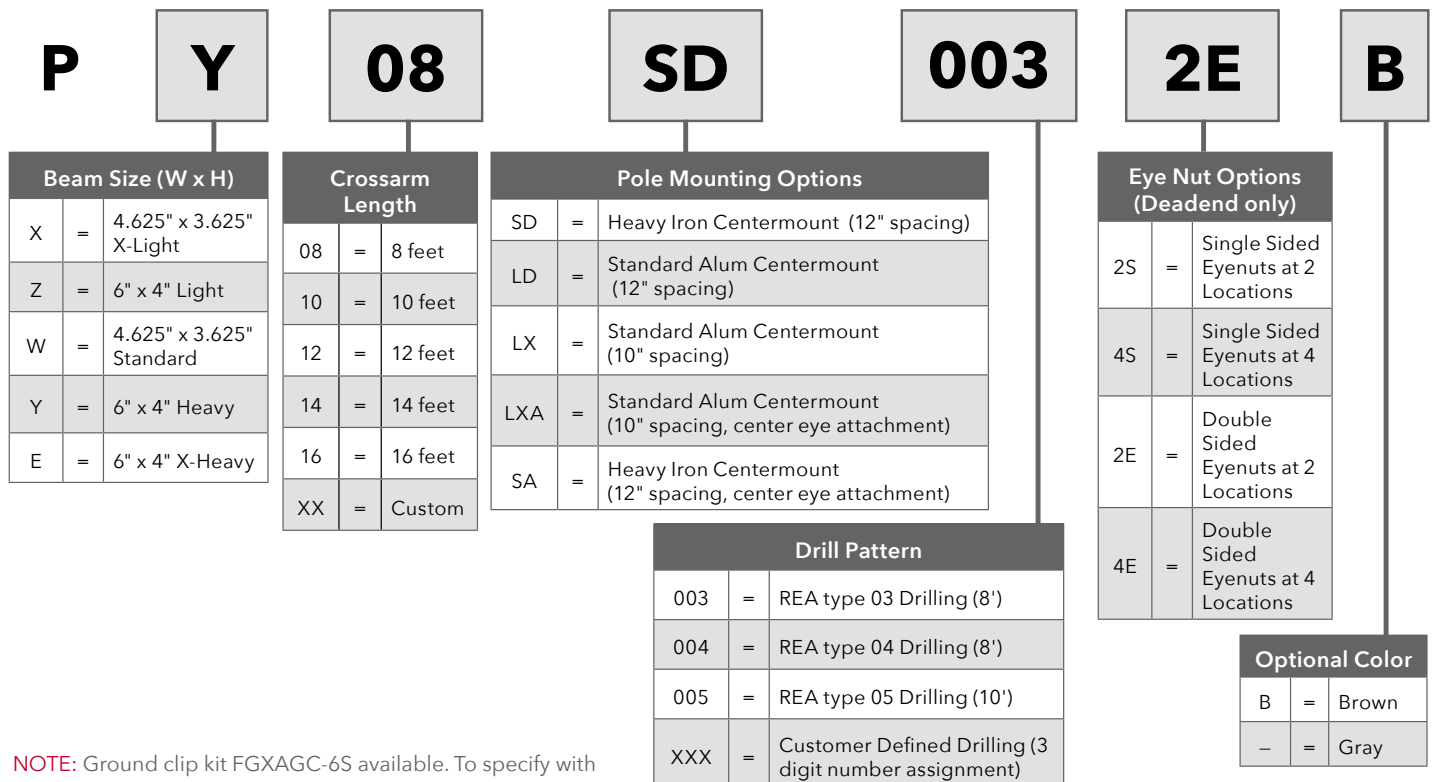 P Y 08 SD 003 2E B
Beam Size (W x H)
X = 4.625" x 3.625"
X-Light
Z = 6" x 4" Light
W = 4.625" x 3.625"
Standard
Y = 6" x 4" Heavy
E = 6" x 4" X-Heavy
Crossarm
Length
08 = 8 feet
10 = 10 feet
12 = 12 feet
14 = 14 feet
16 = 16 feet
XX = Custom
Pole Mounting Options
SD = Heavy Iron Centermount (12" spacing)
LD = Standard Alum Centermount
(12" spacing)
LX = Standard Alum Centermount
(10" spacing)
LXA = Standard Alum Centermount
(10" spacing, center eye attachment)
SA = Heavy Iron Centermount
(12" spacing, center eye attachment)
Drill Pattern
003 = REA type 03 Drilling (8')
004 = REA type 04 Drilling (8')
005 = REA type 05 Drilling (10')
XXX = Customer Defined Drilling (3
digit number assignment)
Eye Nut Options
(Deadend only)
2S = Single Sided
Eyenuts at 2
Locations
4S = Single Sided
Eyenuts at 4
Locations
2E = Double
Sided
Eyenuts at 2
Locations
4E = Double
Sided
Eyenuts at 4
Locations
Optional Color
B = Brown
– = Gray
NOTE: Ground clip kit FGXAGC-6S available. To specify with